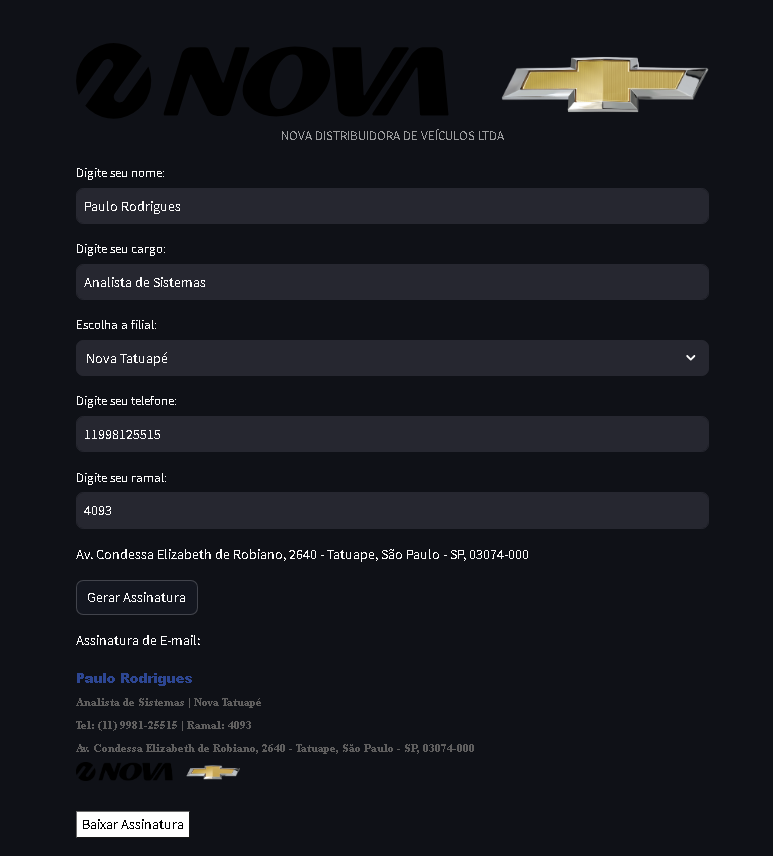 NOVA
NOVA DISTRIBUIDORA DE VEÍCULOS LTDA
Digite seu nome:
Paulo Rodrigues
Digite seu cargo:
Analista de Sistemas
Escolha a filial:
Nova Tatuapé
Digite seu telefone:
11998125515
Digite seu ramal:
4093
Av. Condessa Elizabeth de Robiano, 2640 - Tatuape, São Paulo - SP, 03074-000
Gerar Assinatura
Assinatura de E-mail:
Paulo Rodrigues
Analista de Sistemas | Nova Tatuapé
Tel: (11) 9981-25515 | Ramal: 4093
Av. Condessa Elizabeth de Robiano, 2640 - Tatuape, São Paulo - SP, 03074-000
NOVA
Baixar Assinatura